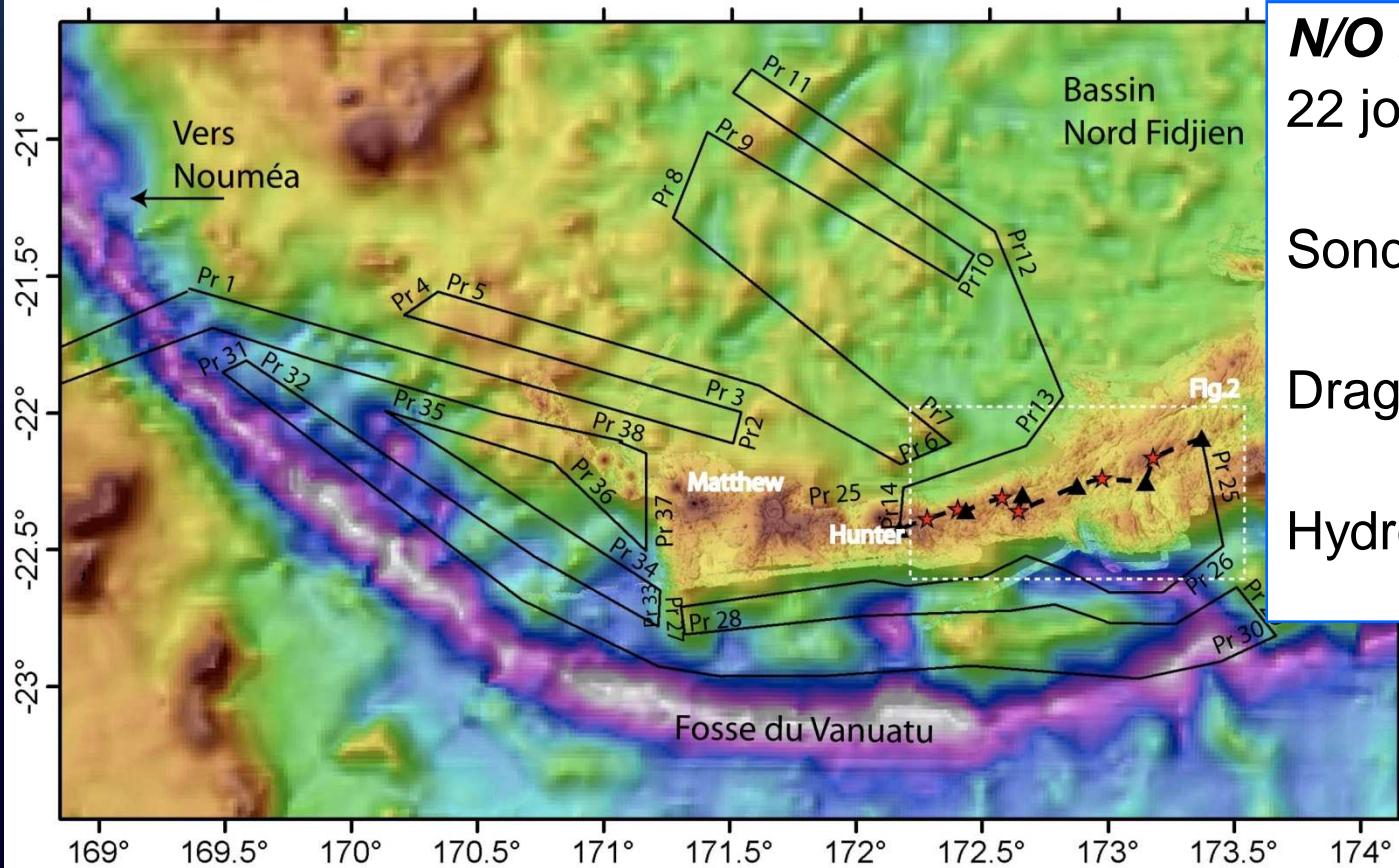 N/O
22 jo
Sond
Drag
Hydr
Bassin
Nord Fidjien
Vers
Nouméa
Pr 11
Pr 9
Pr 8
Pr10
Pr12
Pr 1
Pr 4
Pr 5
Pr 3
Pr2
Pr 31
Pr 32
Pr 35
Pr 38
Pr7
Pr 6
Pr13
Fig.2
Pr 36
Pr 37
Matthew
Pr 25
Pr14
Hunter
Pr 25
Pr 34
Pr 33
Pr 28
Pr 26
Pr 30
Fosse du Vanuatu
-21°
-21.5°
-22°
-22.5°
-23°
169°
169.5°
170°
170.5°
171°
171.5°
172°
172.5°
173°
173.5°
174°